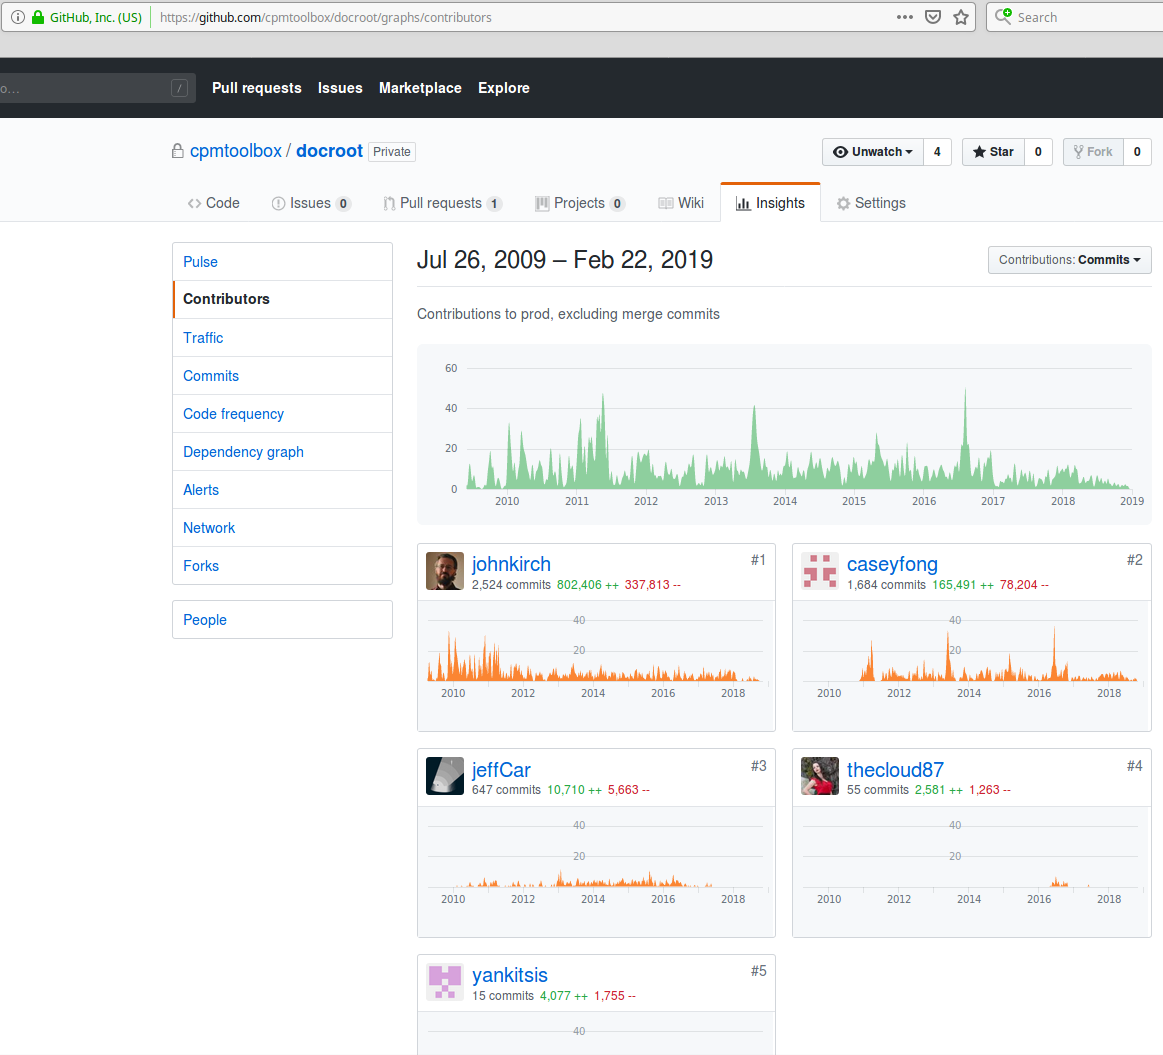 GitHub, Inc. (US) https://github.com/cpmtoolbox/docroot/graphs/contributors Search
o... / Pull requests Issues Marketplace Explore
cpmtoolbox / docroot Private Unwatch 4 Star 0 Fork 0
Code Issues 0 Pull requests 1 Projects 0 Wiki Insights Settings
Pulse
Contributors
Traffic
Commits
Code frequency
Dependency graph
Alerts
Network
Forks
People
Jul 26, 2009 – Feb 22, 2019 Contributions: Commits
Contributions to prod, excluding merge commits
60
40
20
0
2010 2011 2012 2013 2014 2015 2016 2017 2018 2019
johnkirch #1
2,524 commits 802,406 ++ 337,813 --
40
20
2010 2012 2014 2016 2018
caseyfong #2
1,684 commits 165,491 ++ 78,204 --
40
20
2010 2012 2014 2016 2018
jeffCar #3
647 commits 10,710 ++ 5,663 --
40
20
2010 2012 2014 2016 2018
thecloud87 #4
55 commits 2,581 ++ 1,263 --
40
20
2010 2012 2014 2016 2018
yankitsis #5
15 commits 4,077 ++ 1,755 --
40